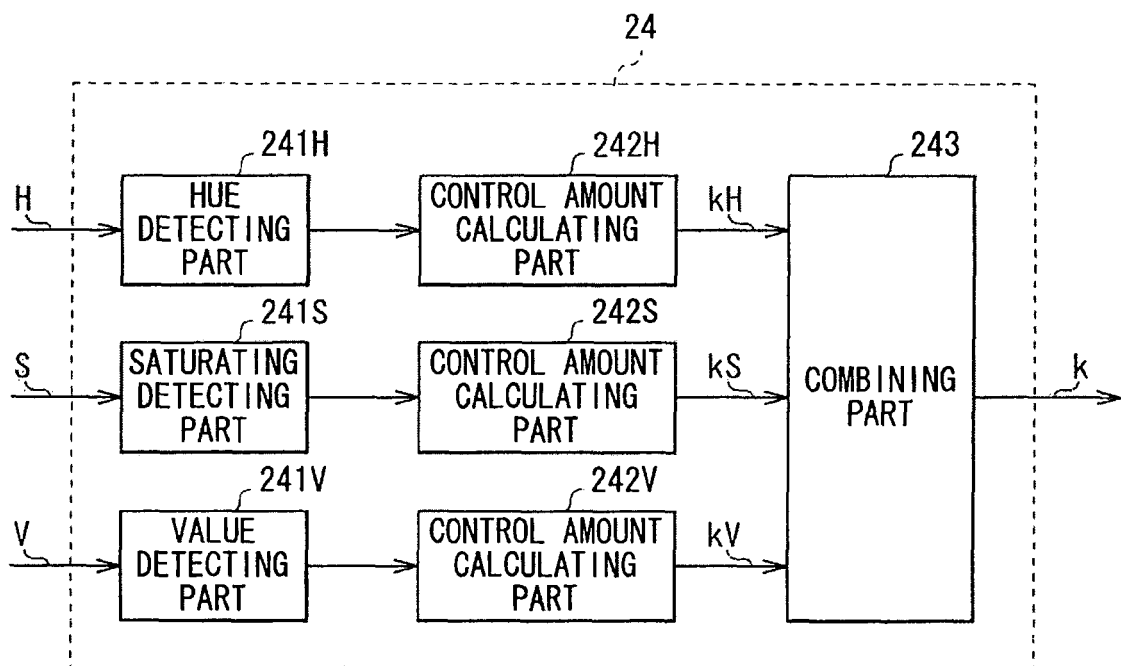 24
241H
242H
243
H
HUE
DETECTING
PART
CONTROL AMOUNT
CALCULATING
PART
kH
241S
242S
S
SATURATING
DETECTING
PART
CONTROL AMOUNT
CALCULATING
PART
kS
COMBINING
PART
k
241V
242V
V
VALUE
DETECTING
PART
CONTROL AMOUNT
CALCULATING
PART
kV